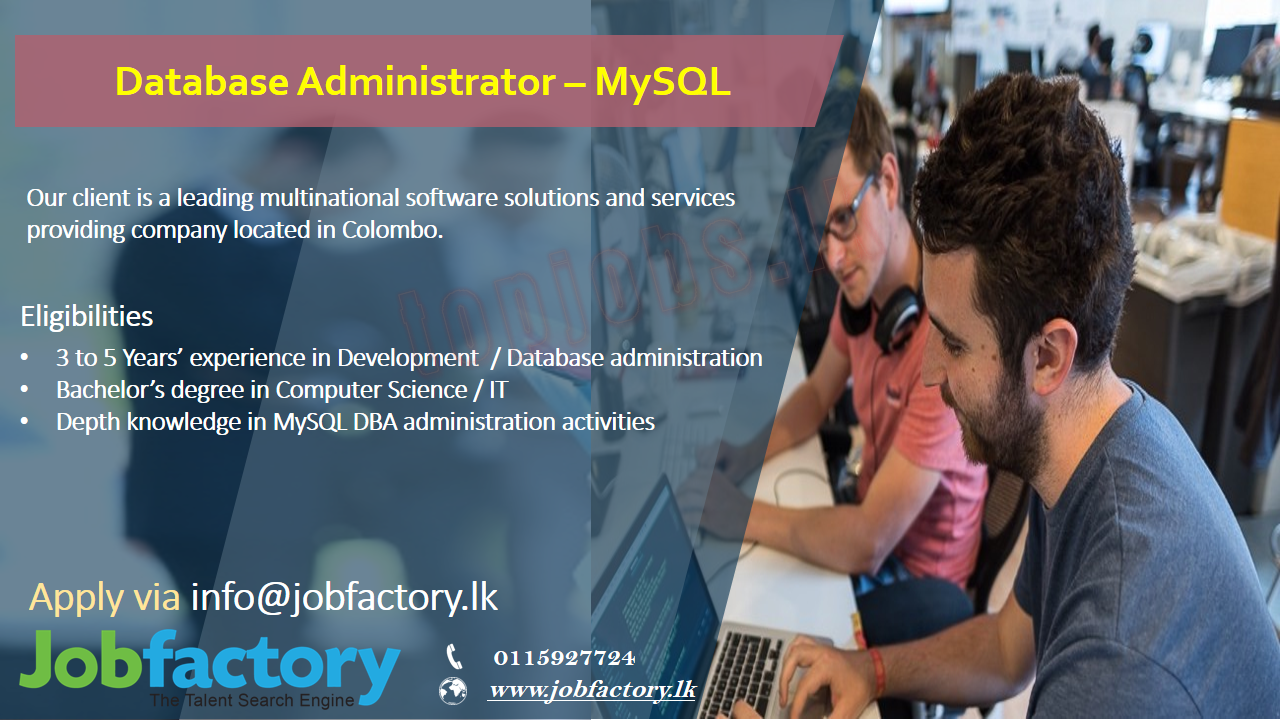 Database Administrator – MySQL
Our client is a leading multinational software solutions and services
providing company located in Colombo.
topjobs.lk
Eligibilities
• 3 to 5 Years’ experience in Development / Database administration
• Bachelor’s degree in Computer Science / IT
• Depth knowledge in MySQL DBA administration activities
Apply via info@jobfactory.lk
Jobfactory
The Talent Search Engine
0115927724
www.jobfactory.lk